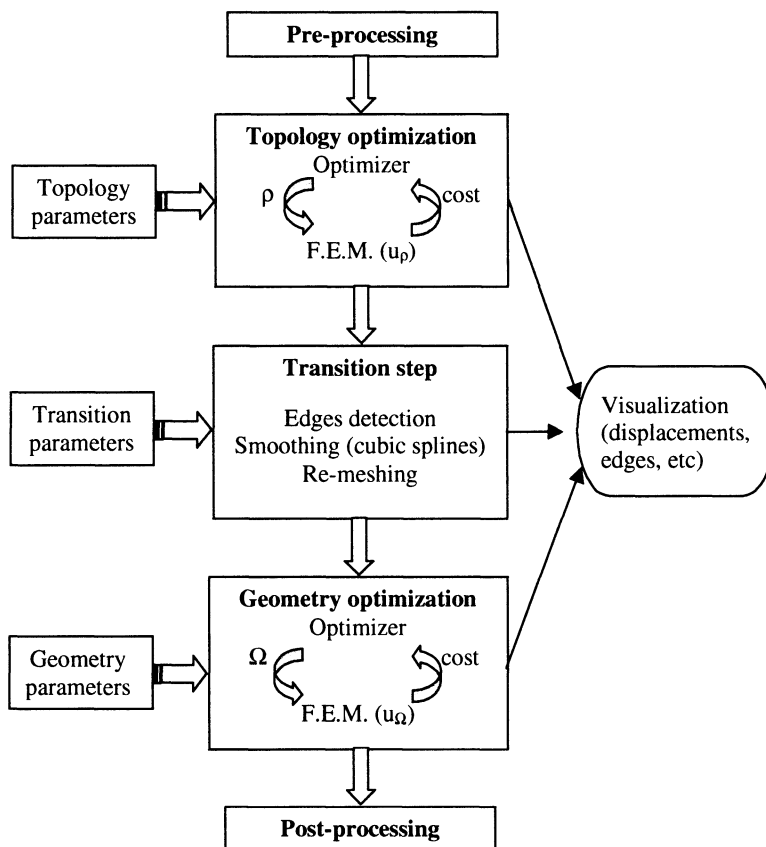 Pre-processing
Topology optimization
Optimizer
ρ
cost
F.E.M. (uρ)
Topology
parameters
Transition step
Edges detection
Smoothing (cubic splines)
Re-meshing
Transition
parameters
Visualization
(displacements,
edges, etc)
Geometry optimization
Optimizer
Ω
cost
F.E.M. (uΩ)
Geometry
parameters
Post-processing